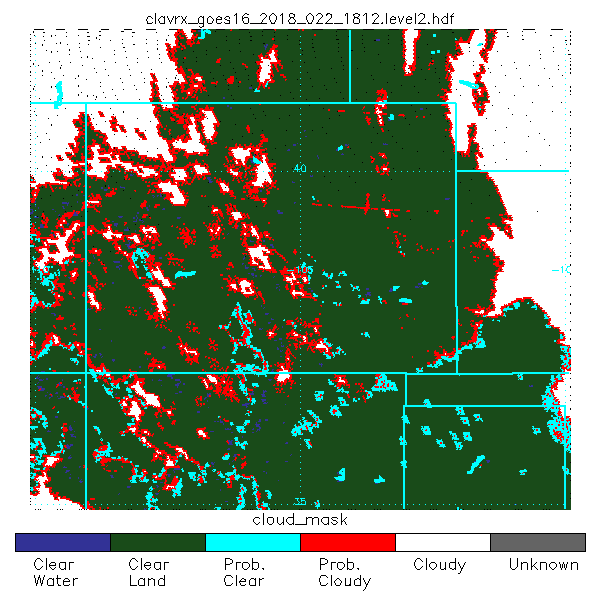 clavrx_goes16_2018_022_1812.level2.hdf
40
-105
-10
35
cloud_mask
Clear Water
Clear Land
Prob. Clear
Prob. Cloudy
Cloudy
Unknown